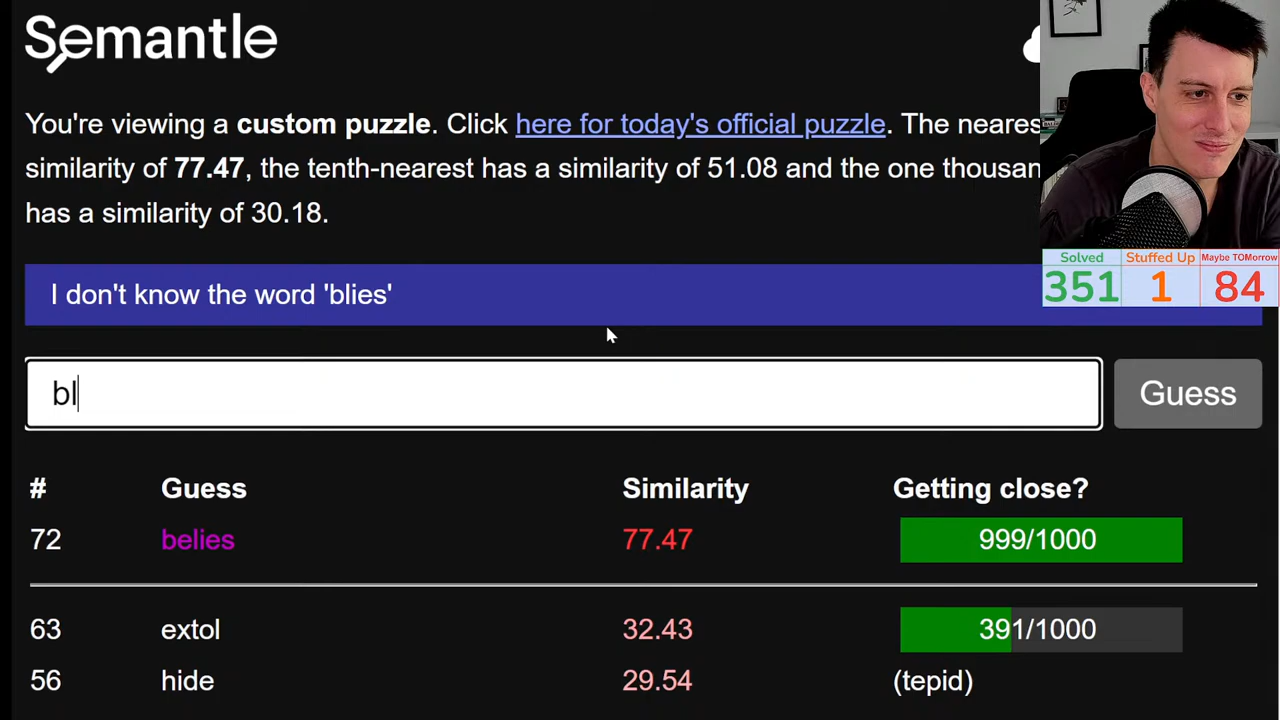 Semantle
You're viewing a custom puzzle. Click here for today's official puzzle. The neares
similarity of 77.47, the tenth-nearest has a similarity of 51.08 and the one thousan
has a similarity of 30.18.
Solved Stuffed Up Maybe TOMorrow
351 1 84
I don't know the word 'blies'
bl
Guess
# Guess Similarity Getting close?
72 belies 77.47 999/1000
63 extol 32.43 391/1000
56 hide 29.54 (tepid)